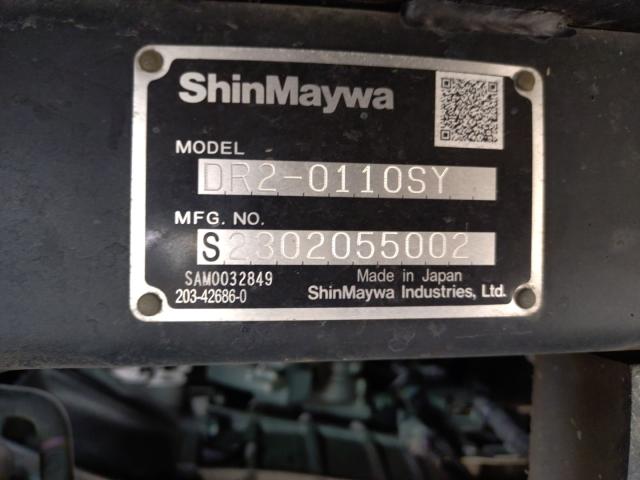 ShinMaywa
MODEL
DR2-0110SY
MFG. NO.
S2302055002
SAM0032849
Made in Japan
203-42686-0
ShinMaywa Industries, Ltd.